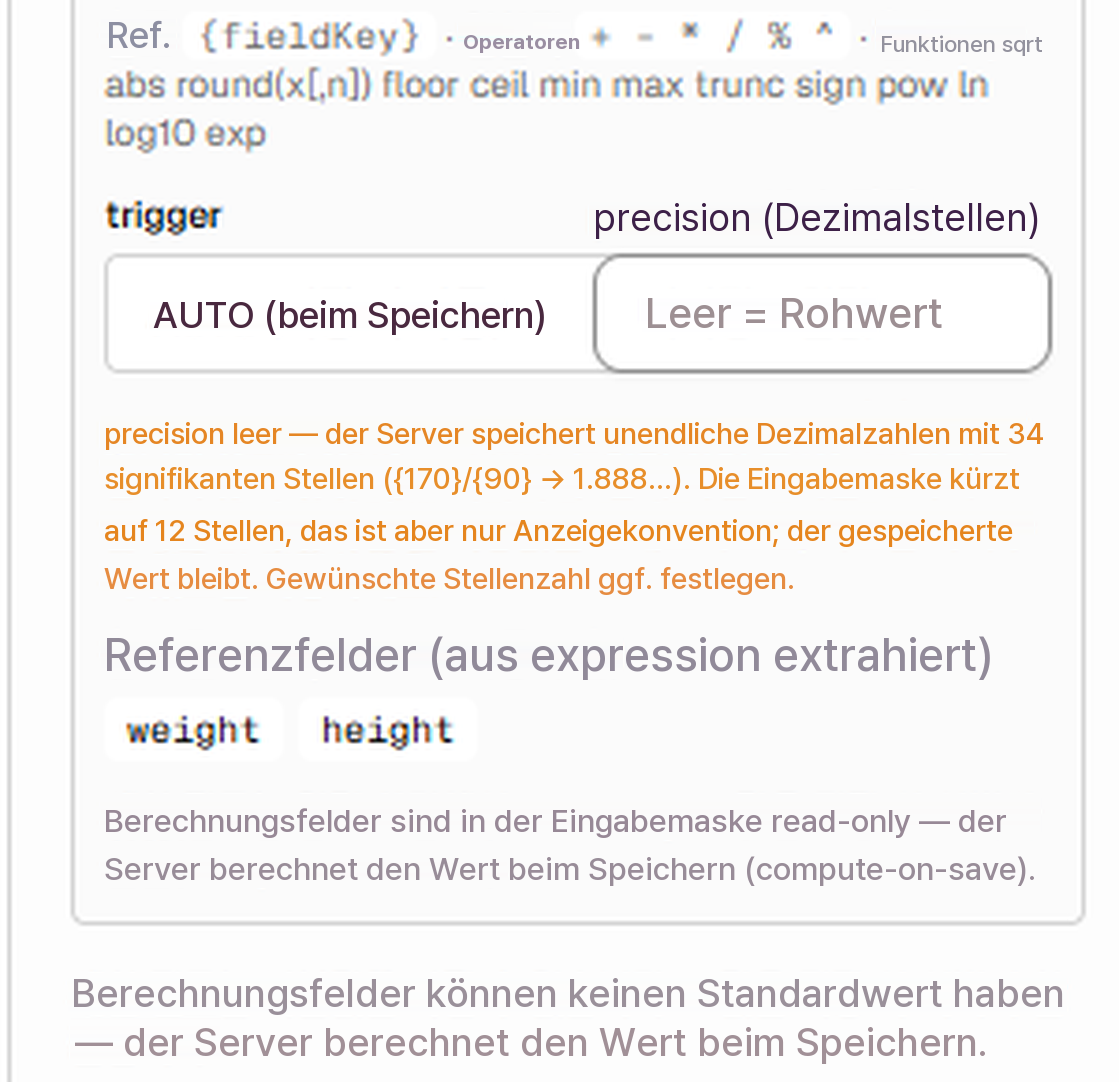 Ref. {fieldKey} · Operatoren + - * / % ^ · Funktionen sqrt
abs round(x[,n]) floor ceil min max trunc sign pow ln
log10 exp
trigger precision (Dezimalstellen)
AUTO (beim Speichern) Leer = Rohwert
precision leer — der Server speichert unendliche Dezimalzahlen mit 34
signifikanten Stellen ({170}/{90} → 1.888…). Die Eingabemaske kürzt
auf 12 Stellen, das ist aber nur Anzeigekonvention; der gespeicherte
Wert bleibt. Gewünschte Stellenzahl ggf. festlegen.
Referenzfelder (aus expression extrahiert)
weight height
Berechnungsfelder sind in der Eingabemaske read-only — der
Server berechnet den Wert beim Speichern (compute-on-save).
Berechnungsfelder können keinen Standardwert haben
— der Server berechnet den Wert beim Speichern.